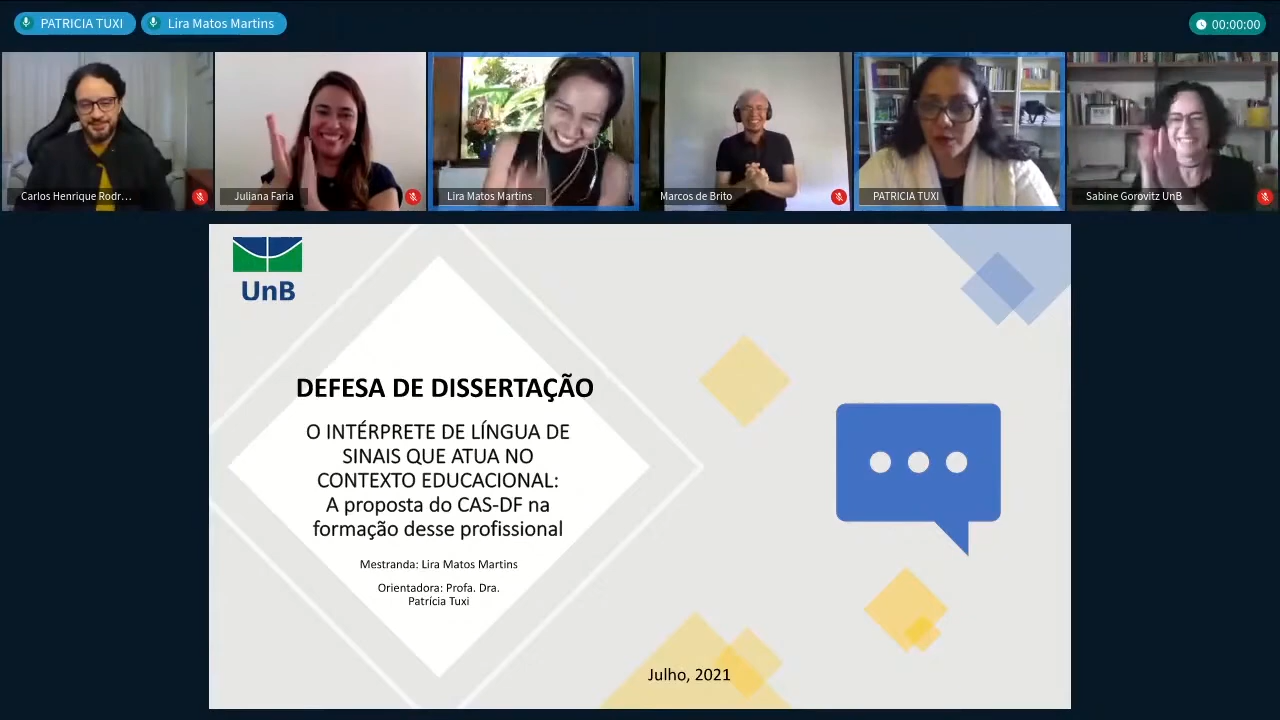 PATRICIA TUXI
Lira Matos Martins
00:00:00
Carlos Henrique Rodr…
Juliana Faria
Lira Matos Martins
Marcos de Brito
PATRICIA TUXI
Sabine Gorovitz UnB
UnB
DEFESA DE DISSERTAÇÃO
O INTÉRPRETE DE LÍNGUA DE
SINAIS QUE ATUA NO
CONTEXTO EDUCACIONAL:
A proposta do CAS-DF na
formação desse profissional
Mestranda: Lira Matos Martins
Orientadora: Profa. Dra.
Patrícia Tuxi
Julho, 2021